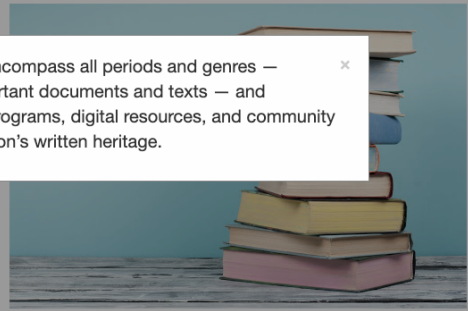 ncompass all periods and genres —
rtant documents and texts — and
rograms, digital resources, and community
on's written heritage.